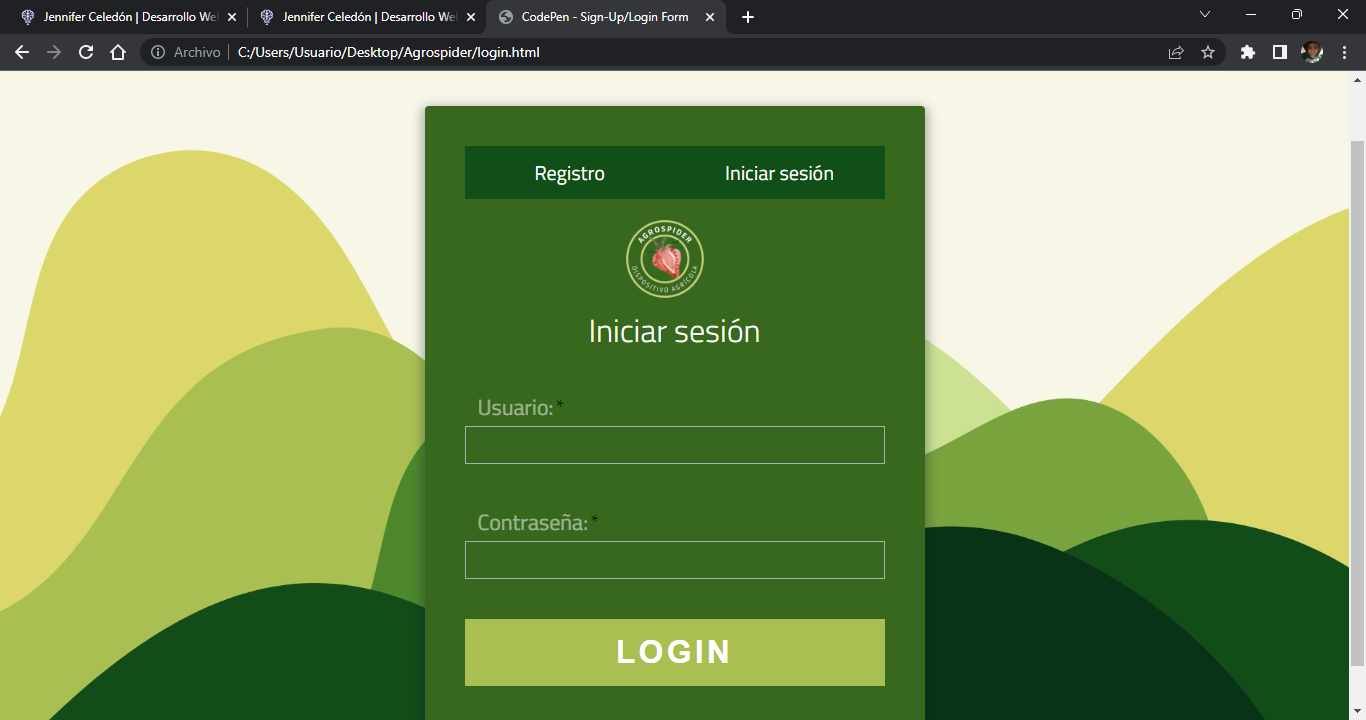 Jennifer Celedón | Desarrollo We
Jennifer Celedón | Desarrollo We
CodePen - Sign-Up/Login Form
Archivo
C:/Users/Usuario/Desktop/Agrospider/login.html
Registro
Iniciar sesión
AGROSPIDER
DISPOSITIVO AGRÍCOLA
Iniciar sesión
Usuario:*
Contraseña:*
LOGIN